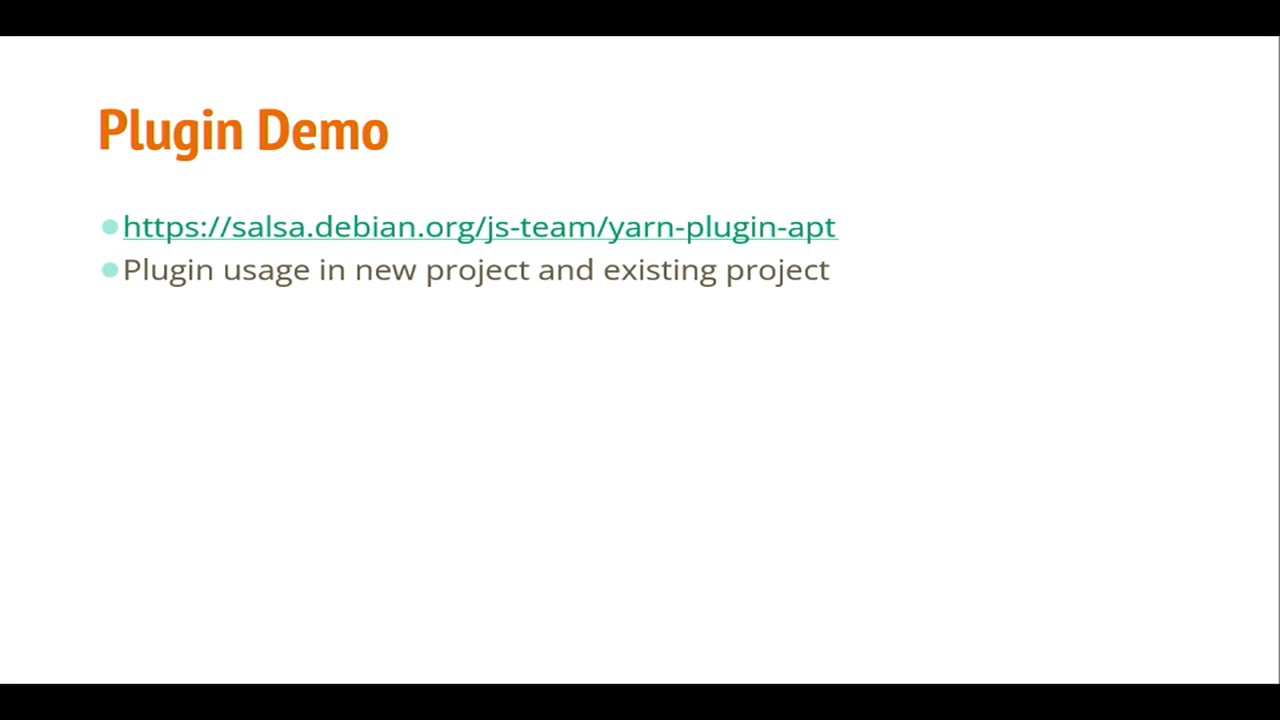 Plugin Demo
https://salsa.debian.org/js-team/yarn-plugin-apt
Plugin usage in new project and existing project